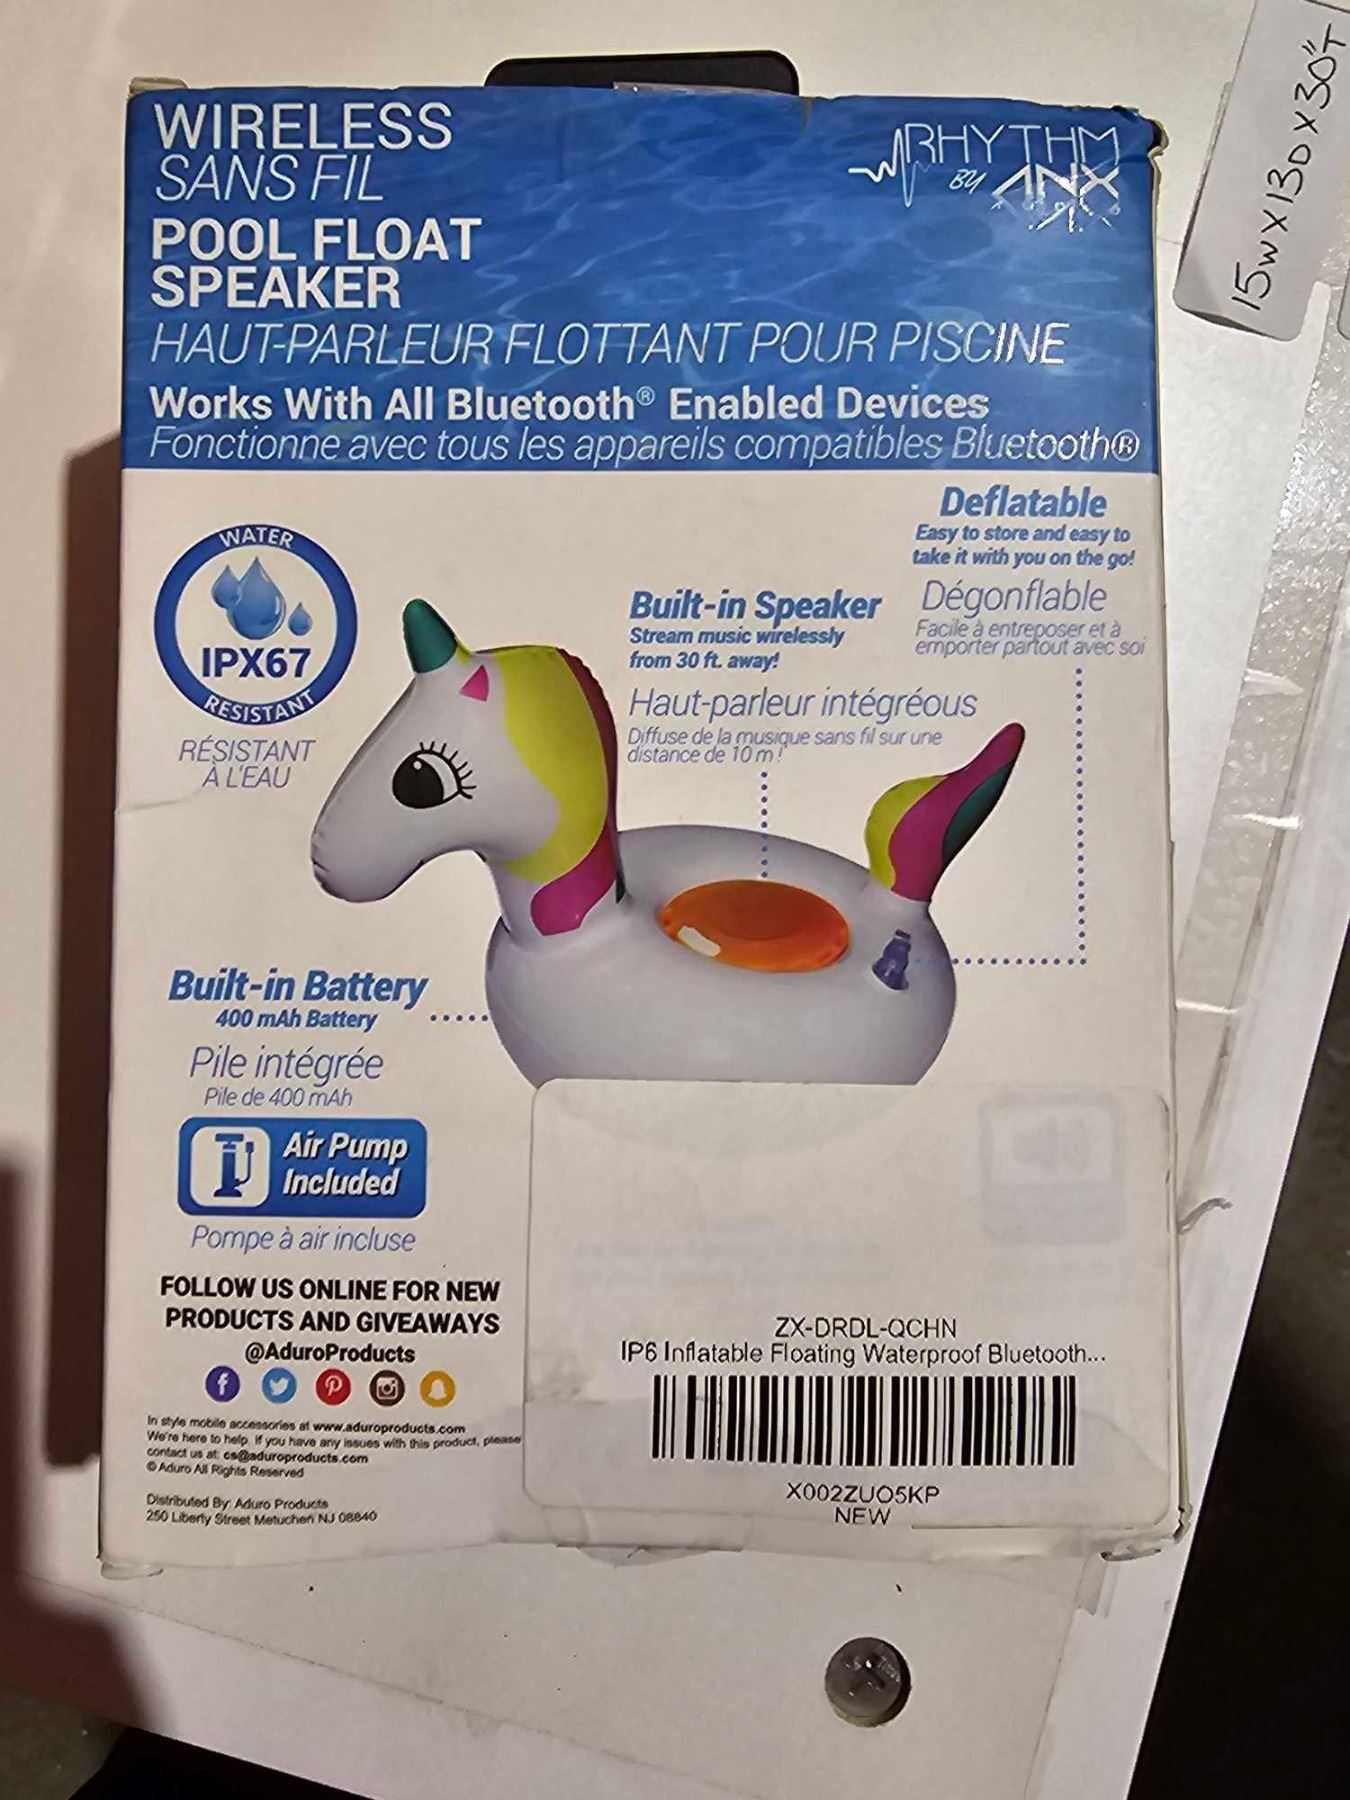 WIRELESS
SANS FIL
POOL FLOAT
SPEAKER
HAUT-PARLEUR FLOTTANT POUR PISCINE
Works With All Bluetooth® Enabled Devices
Fonctionne avec tous les appareils compatibles Bluetooth®
RHYTHM
BY
15W X 13D X 30"T
WATER
IPX67
RESISTANT
RÉSISTANT
À L'EAU
Deflatable
Easy to store and easy to
take it with you on the go!
Dégonflable
Facile à entreposer et à
emporter partout avec soi
Built-in Speaker
Stream music wirelessly
from 30 ft. away!
Haut-parleur intégréous
Diffuse de la musique sans fil sur une
distance de 10 m !
Built-in Battery
400 mAh Battery
Pile intégrée
Pile de 400 mAh
Air Pump
Included
Pompe à air incluse
FOLLOW US ONLINE FOR NEW
PRODUCTS AND GIVEAWAYS
@AduroProducts
In style mobile accessories at www.aduroproducts.com
We're here to help. If you have any issues with this product, please
contact us at: cs@aduroproducts.com
© Aduro All Rights Reserved
Distributed By: Aduro Products
250 Liberty Street Metuchen NJ 08840
ZX-DRDL-QCHN
IP6 Inflatable Floating Waterproof Bluetooth...
X002ZUO5KP
NEW